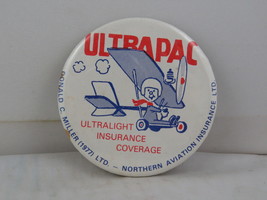 ULTRAPAC
ULTRALIGHT
INSURANCE
COVERAGE
DONALD C. MILLER (1977) LTD. – NORTHERN AVIATION INSURANCE LTD.